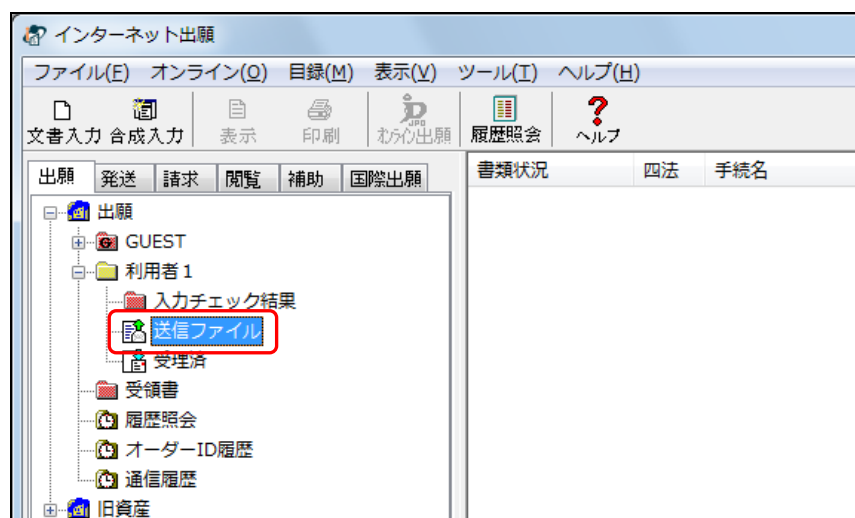 インターネット出願
ファイル(F) オンライン(O) 目録(M) 表示(V) ツール(T) ヘルプ(H)
文書入力 合成入力 表示 印刷 オンライン出願 履歴照会 ヘルプ
出願 発送 請求 閲覧 補助 国際出願
書類状況 四法 手続名
出願
GUEST
利用者1
入力チェック結果
送信ファイル
受理済
受領書
履歴照会
オーダーID履歴
通信履歴
旧資産